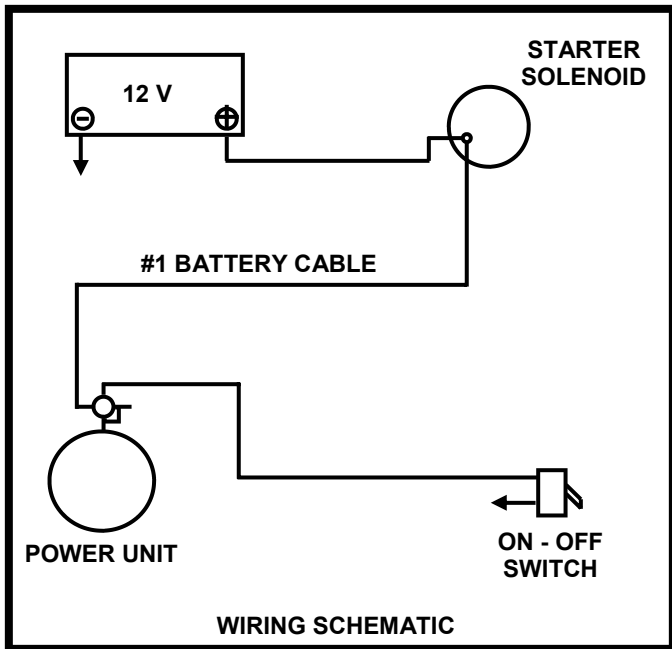 STARTER
SOLENOID
12 V
#1 BATTERY CABLE
POWER UNIT
ON - OFF
SWITCH
WIRING SCHEMATIC